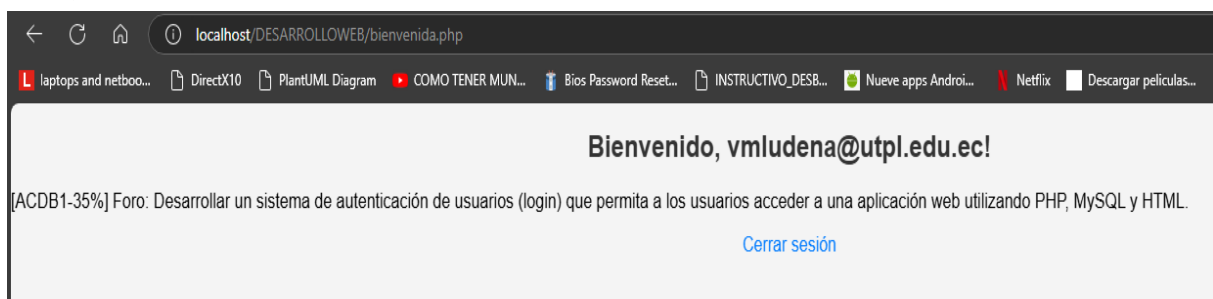 localhost/DESARROLLOWEB/bienvenida.php
laptops and netboo... DirectX10 PlantUML Diagram COMO TENER MUN... Bios Password Reset... INSTRUCTIVO_DESB... Nueve apps Androi... Netflix Descargar peliculas...
Bienvenido, vmludena@utpl.edu.ec!
[ACDB1-35%] Foro: Desarrollar un sistema de autenticación de usuarios (login) que permita a los usuarios acceder a una aplicación web utilizando PHP, MySQL y HTML.
Cerrar sesión